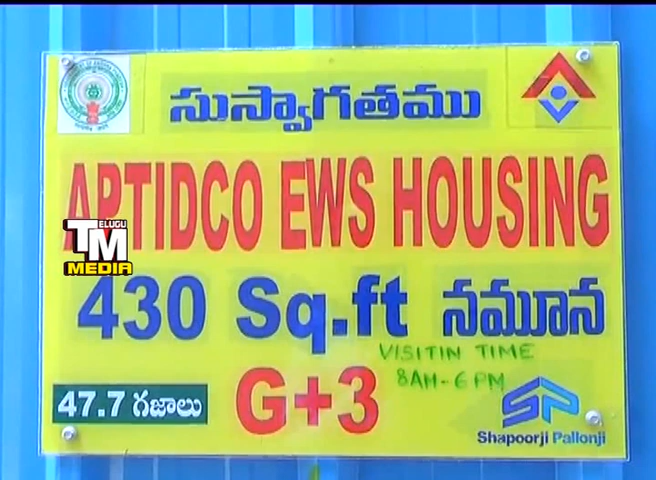 సుస్వాగతము
APTIDCO EWS HOUSING
TELUGU
TM
MEDIA
430 Sq.ft నమూన
VISITIN TIME
8AM-6PM
47.7 గజాలు
G+3
SP
Shapoorji Pallonji